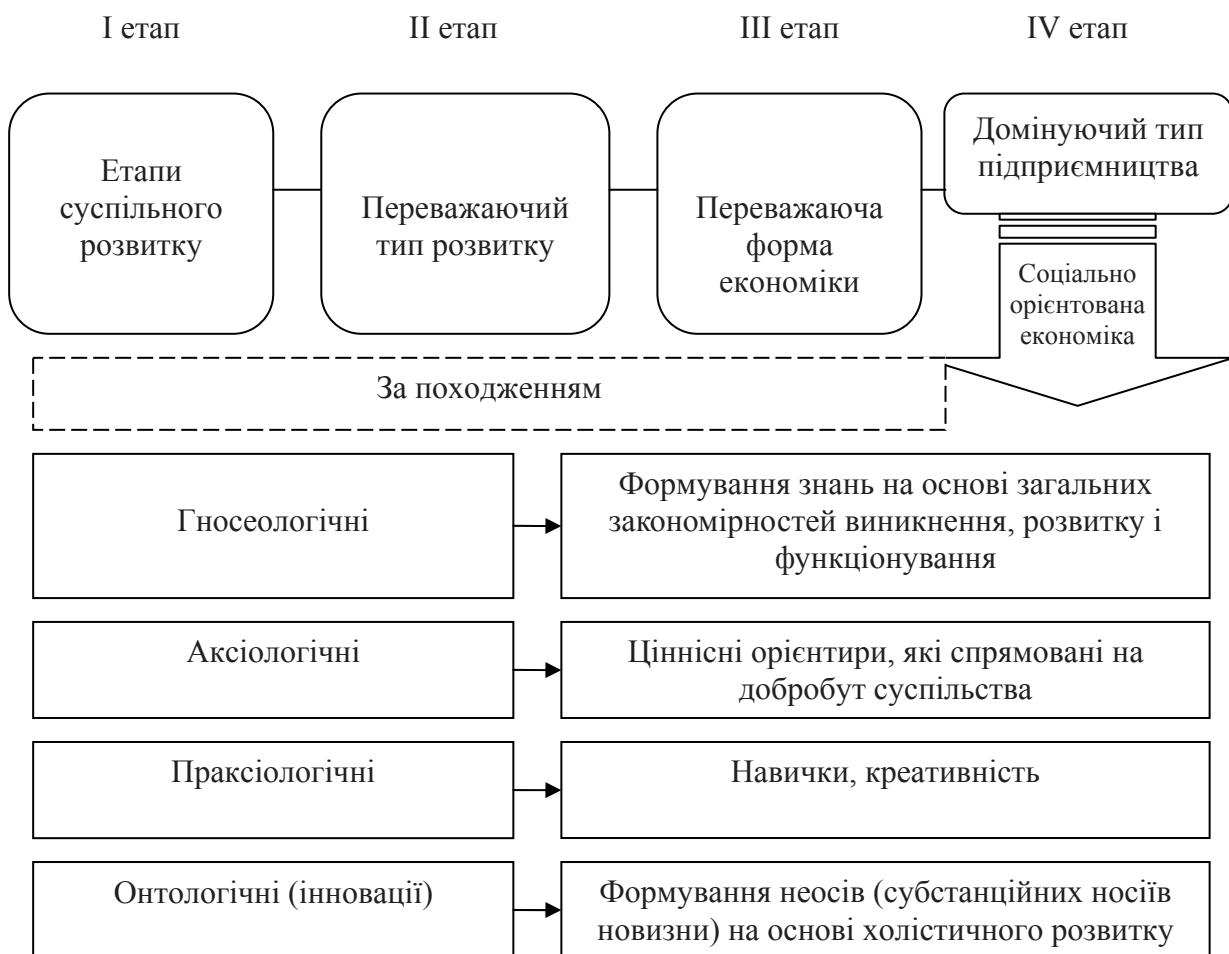 І етап
ІІ етап
ІІІ етап
IV етап
Етапи
суспільного
розвитку
Переважаючий
тип розвитку
Переважаюча
форма
економіки
Домінуючий тип
підприємництва
Соціально
орієнтована
економіка
За походженням
Гносеологічні
Формування знань на основі загальних
закономірностей виникнення, розвитку і
функціонування
Аксіологічні
Ціннісні орієнтири, які спрямовані на
добробут суспільства
Праксіологічні
Навички, креативність
Онтологічні (інновації)
Формування неосів (субстанційних носіїв
новизни) на основі холістичного розвитку